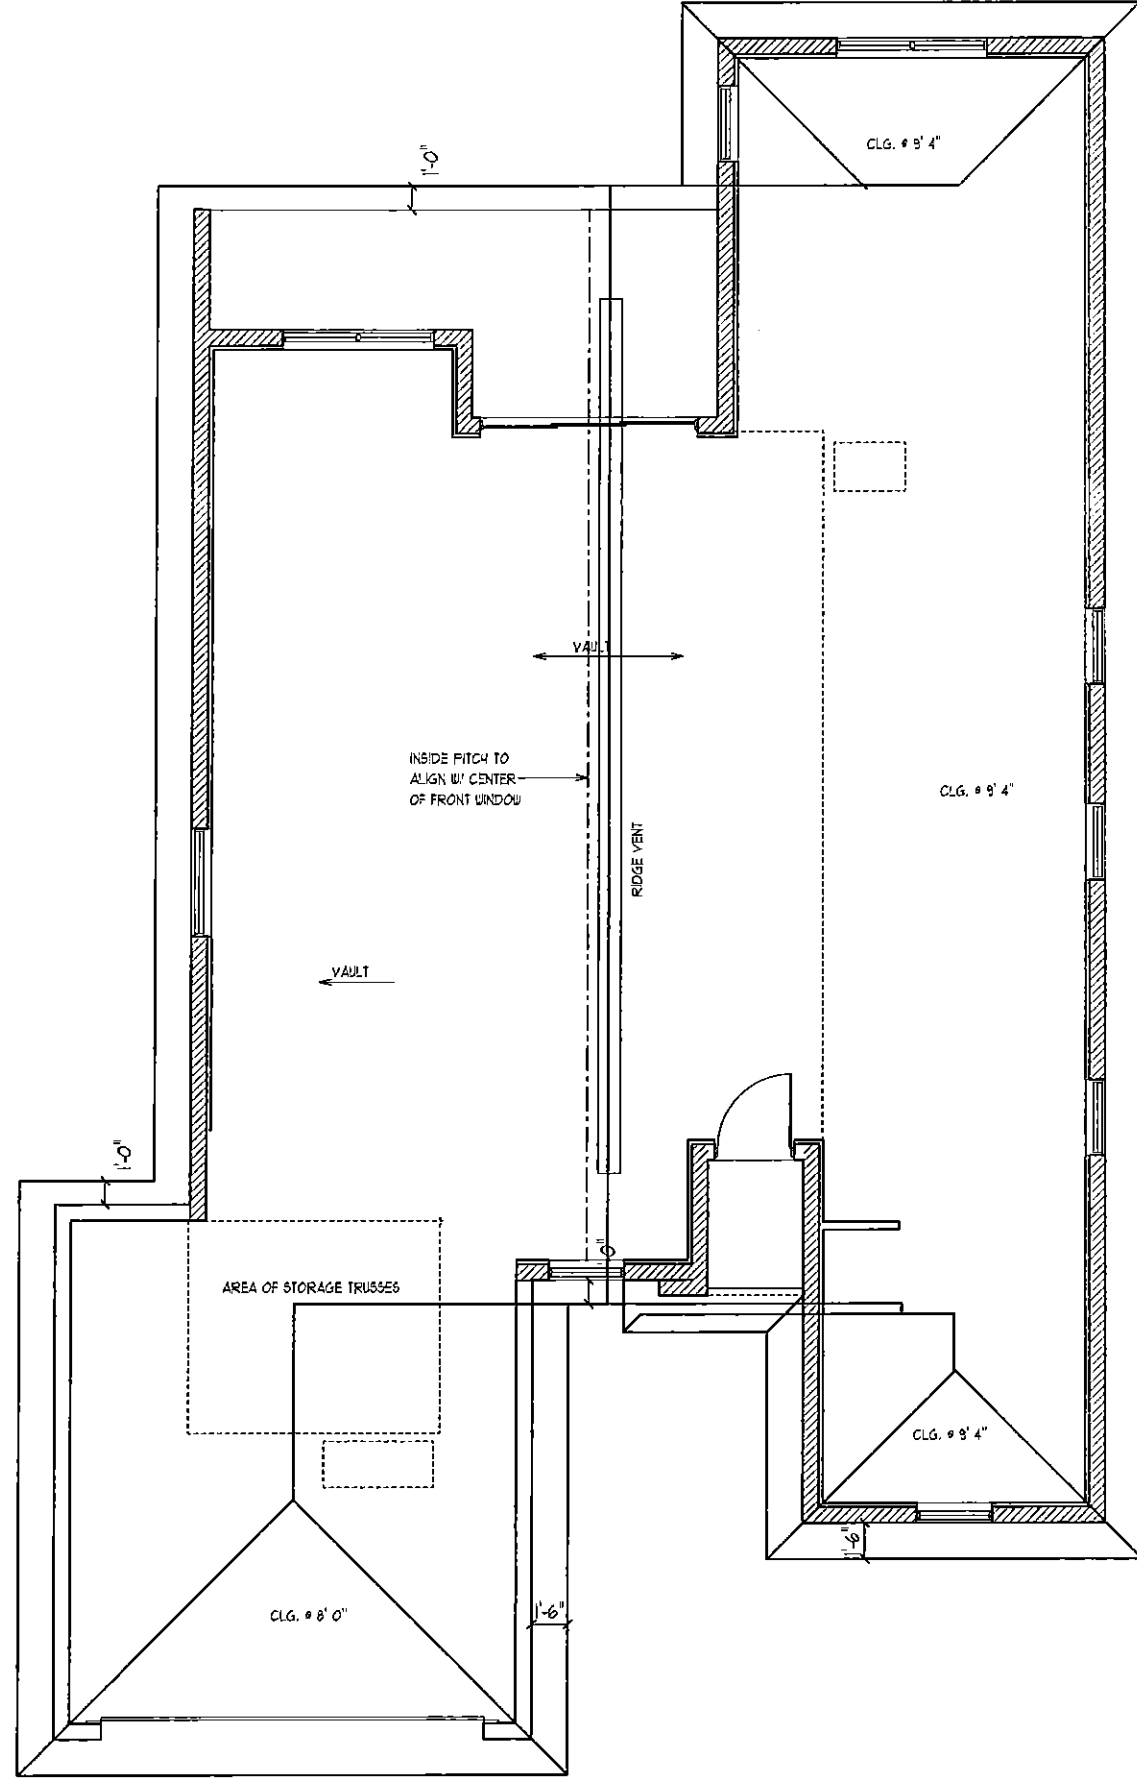 CLG. @ 9' 4"
1'-0"
VAULT
INSIDE PITCH TO
ALIGN W/ CENTER
OF FRONT WINDOW
CLG. @ 9' 4"
RIDGE VENT
VAULT
1'-0"
0"
AREA OF STORAGE TRUSSES
CLG. @ 9' 4"
1'-6"
CLG. @ 8' 0"
1'-6"